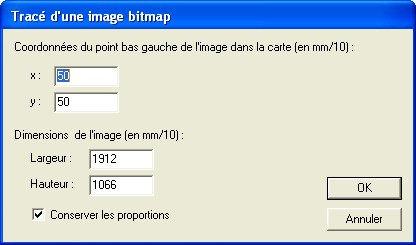 Tracé d'une image bitmap
Coordonnées du point bas gauche de l'image dans la carte (en mm/10) :
x : 50
y : 50
Dimensions de l'image (en mm/10) :
Largeur : 1912
Hauteur : 1066
OK
Conserver les proportions
Annuler